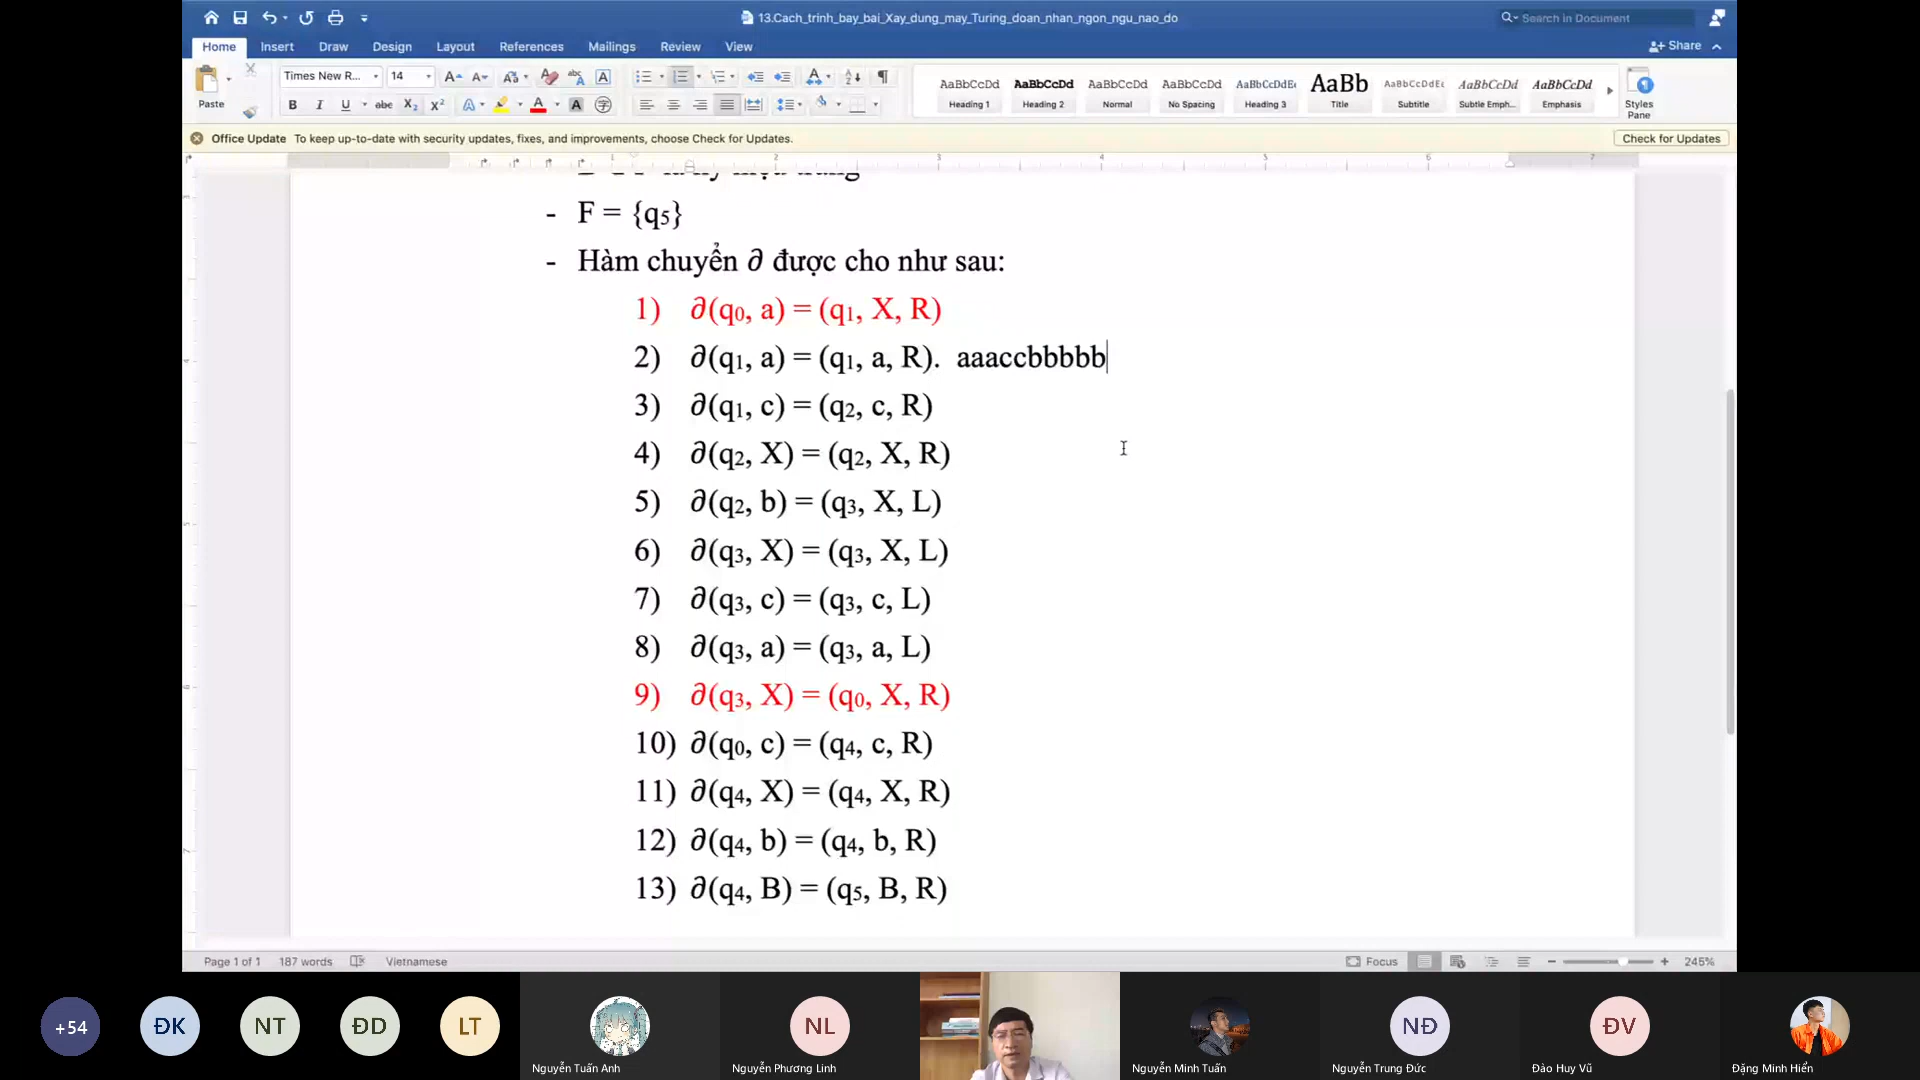 13.Cach_trinh_bay_bai_Xay_dung_may_Turing_doan_nhan_ngon_ngu_nao_do
Search in Document
Home Insert Draw Design Layout References Mailings Review View
Share
Paste
Times New R... 14
AaBbCcDd AaBbCcDd AaBbCcDd AaBbCcDd AaBbCcDdEe AaBb AaBbCcDdEe AaBbCcDd AaBbCcDd
Heading 1 Heading 2 Normal No Spacing Heading 3 Title Subtitle Subtle Emph... Emphasis
Styles Pane
Office Update To keep up-to-date with security updates, fixes, and improvements, choose Check for Updates.
Check for Updates
- F = {q5}
- Hàm chuyển ∂ được cho như sau:
1) ∂(q0, a) = (q1, X, R)
2) ∂(q1, a) = (q1, a, R). aaaccbbbbb
3) ∂(q1, c) = (q2, c, R)
4) ∂(q2, X) = (q2, X, R)
5) ∂(q2, b) = (q3, X, L)
6) ∂(q3, X) = (q3, X, L)
7) ∂(q3, c) = (q3, c, L)
8) ∂(q3, a) = (q3, a, L)
9) ∂(q3, X) = (q0, X, R)
10) ∂(q0, c) = (q4, c, R)
11) ∂(q4, X) = (q4, X, R)
12) ∂(q4, b) = (q4, b, R)
13) ∂(q4, B) = (q5, B, R)
Page 1 of 1 187 words Vietnamese
Focus 245%
+54 ĐK NT ĐD LT NL NĐ ĐV
Nguyễn Tuấn Anh Nguyễn Phương Linh Nguyễn Minh Tuấn Nguyễn Trung Đức Đào Huy Vũ Đặng Minh Hiển